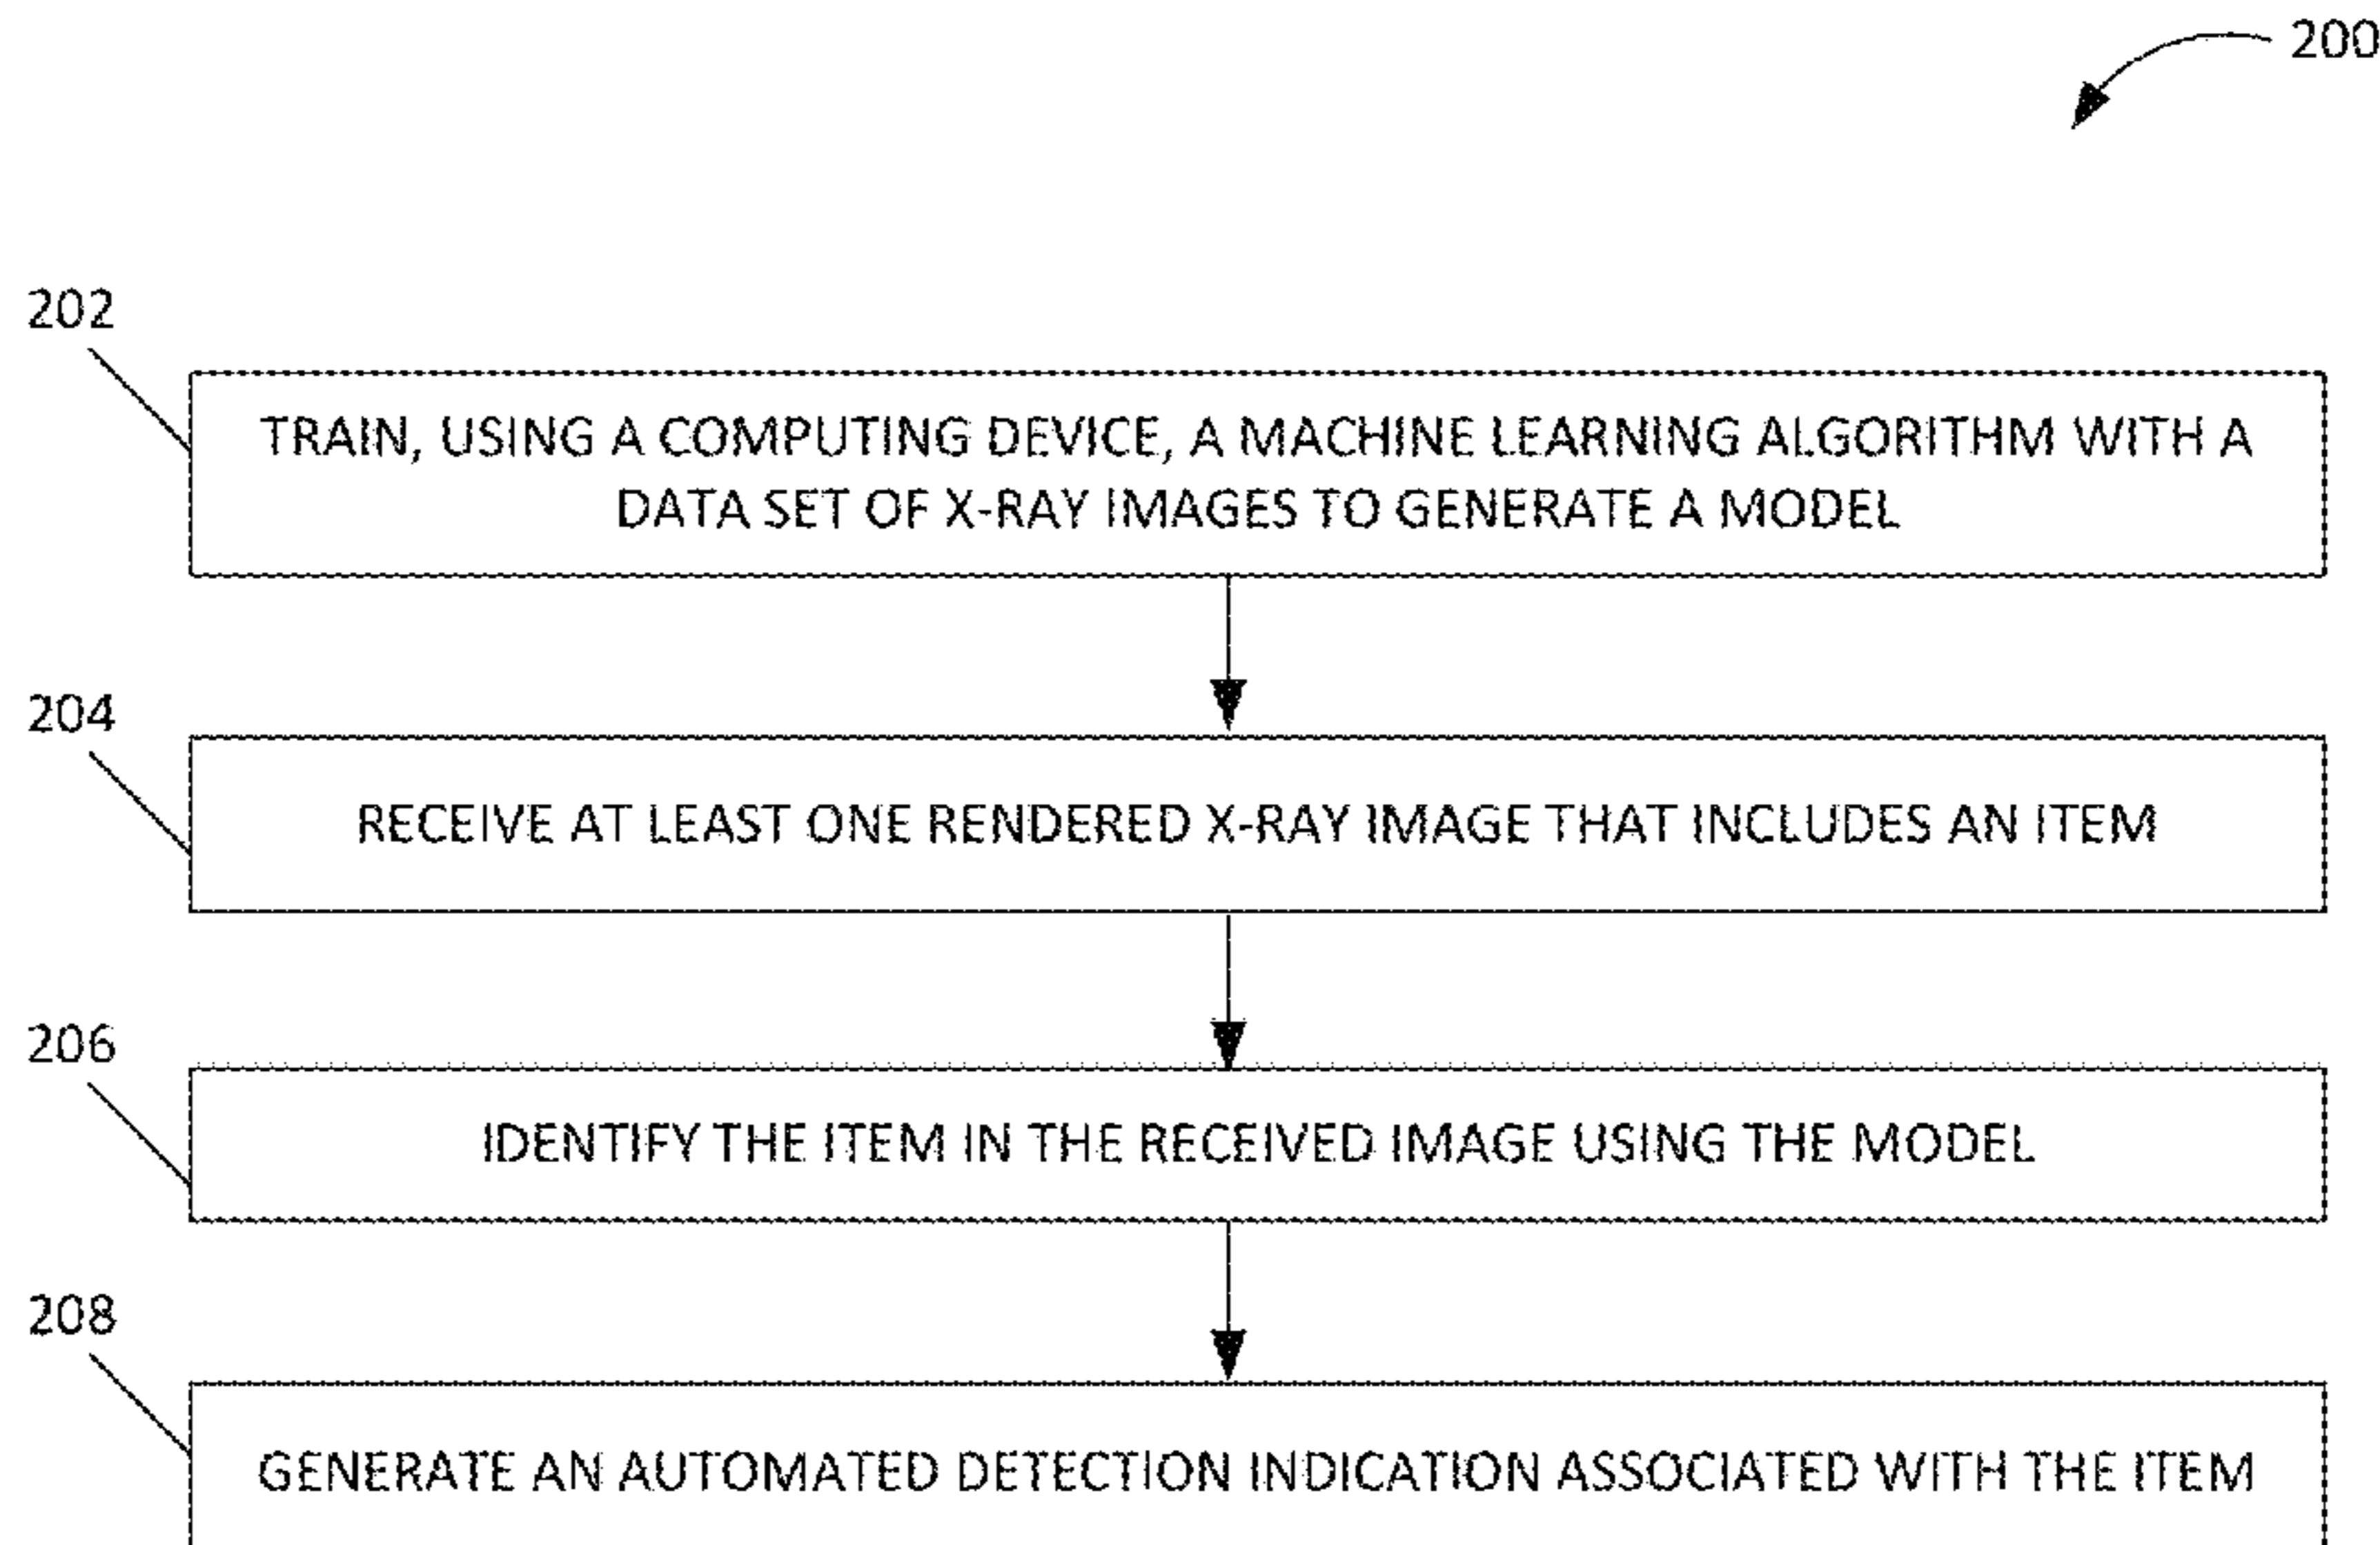 200
202
TRAIN, USING A COMPUTING DEVICE, A MACHINE LEARNING ALGORITHM WITH A
DATA SET OF X-RAY IMAGES TO GENERATE A MODEL
204
RECEIVE AT LEAST ONE RENDERED X-RAY IMAGE THAT INCLUDES AN ITEM
206
IDENTIFY THE ITEM IN THE RECEIVED IMAGE USING THE MODEL
208
GENERATE AN AUTOMATED DETECTION INDICATION ASSOCIATED WITH THE ITEM